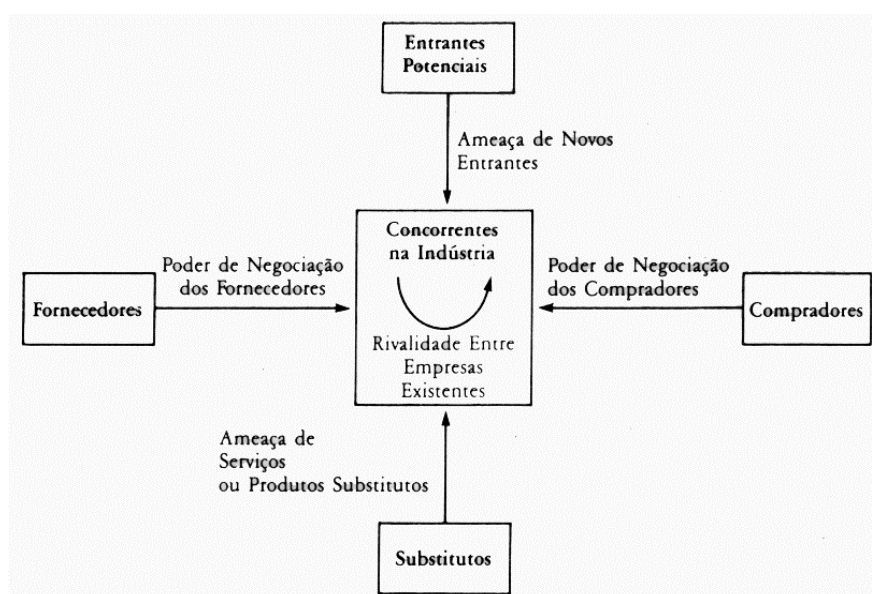 Entrantes
Potenciais
Ameaça de Novos
Entrantes
Concorrentes
na Indústria
Poder de Negociação
dos Fornecedores
Poder de Negociação
dos Compradores
Fornecedores
Compradores
Rivalidade Entre
Empresas
Existentes
Ameaça de
Serviços
ou Produtos Substitutos
Substitutos